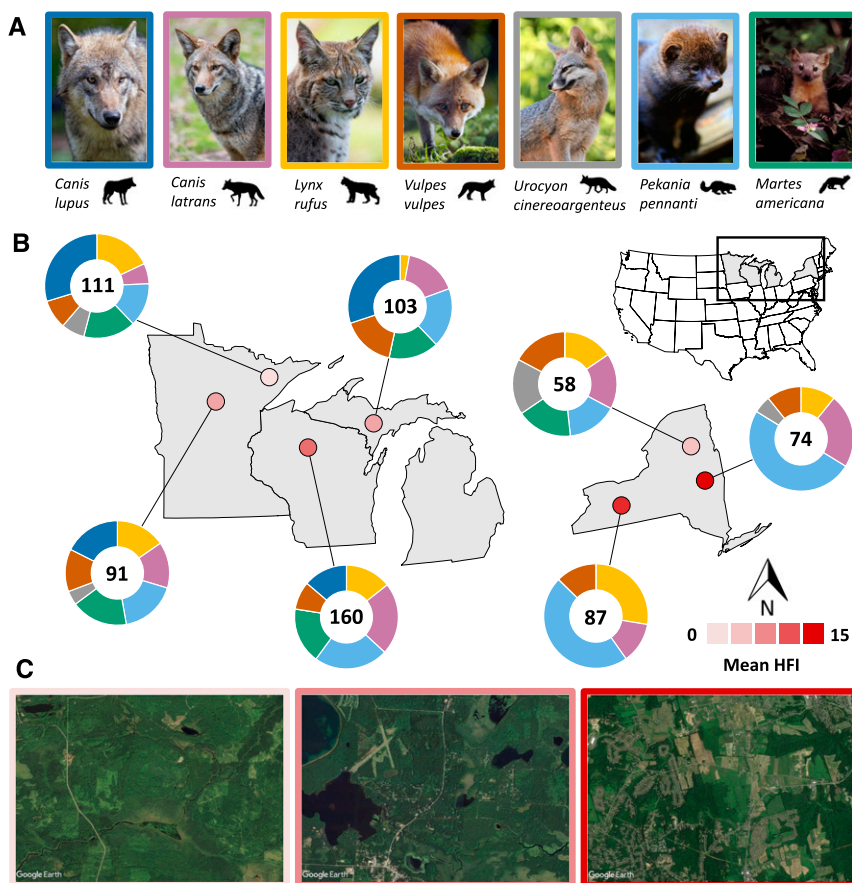 A
Canis
lupus
Canis
latrans
Lynx
rufus
Vulpes
vulpes
Urocyon
cinereoargenteus
Pekania
pennanti
Martes
americana
B
111
103
58
74
91
160
87
N
0
15
Mean HFI
C
Google Earth
Google Earth
Google Earth